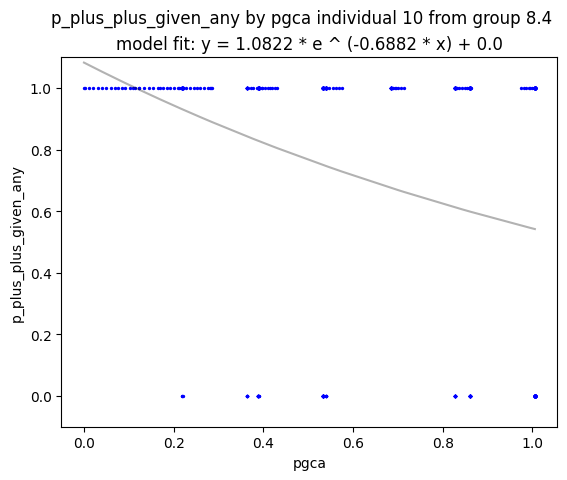 p_plus_plus_given_any by pgca individual 10 from group 8.4
model fit: y = 1.0822 * e ^ (-0.6882 * x) + 0.0
1.0
0.8
0.6
0.4
0.2
0.0
p_plus_plus_given_any
0.0 0.2 0.4 0.6 0.8 1.0
pgca